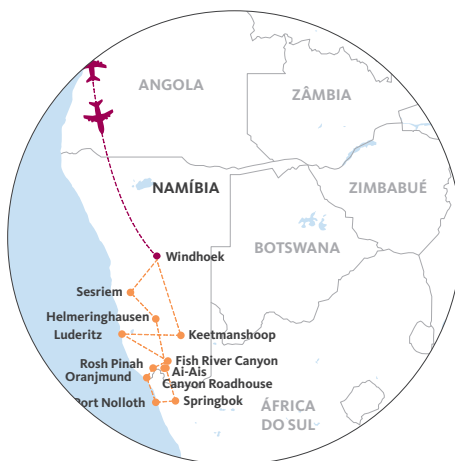 ANGOLA
ZÂMBIA
NAMÍBIA
ZIMBABUÉ
BOTSWANA
Windhoek
Sesriem
Helmeringhausen
Luderitz
Keetmanshoop
Fish River Canyon
Rosh Pinah
Ai-Ais
Oranjmund
Canyon Roadhouse
Port Nolloth
Springbok
ÁFRICA
DO SUL